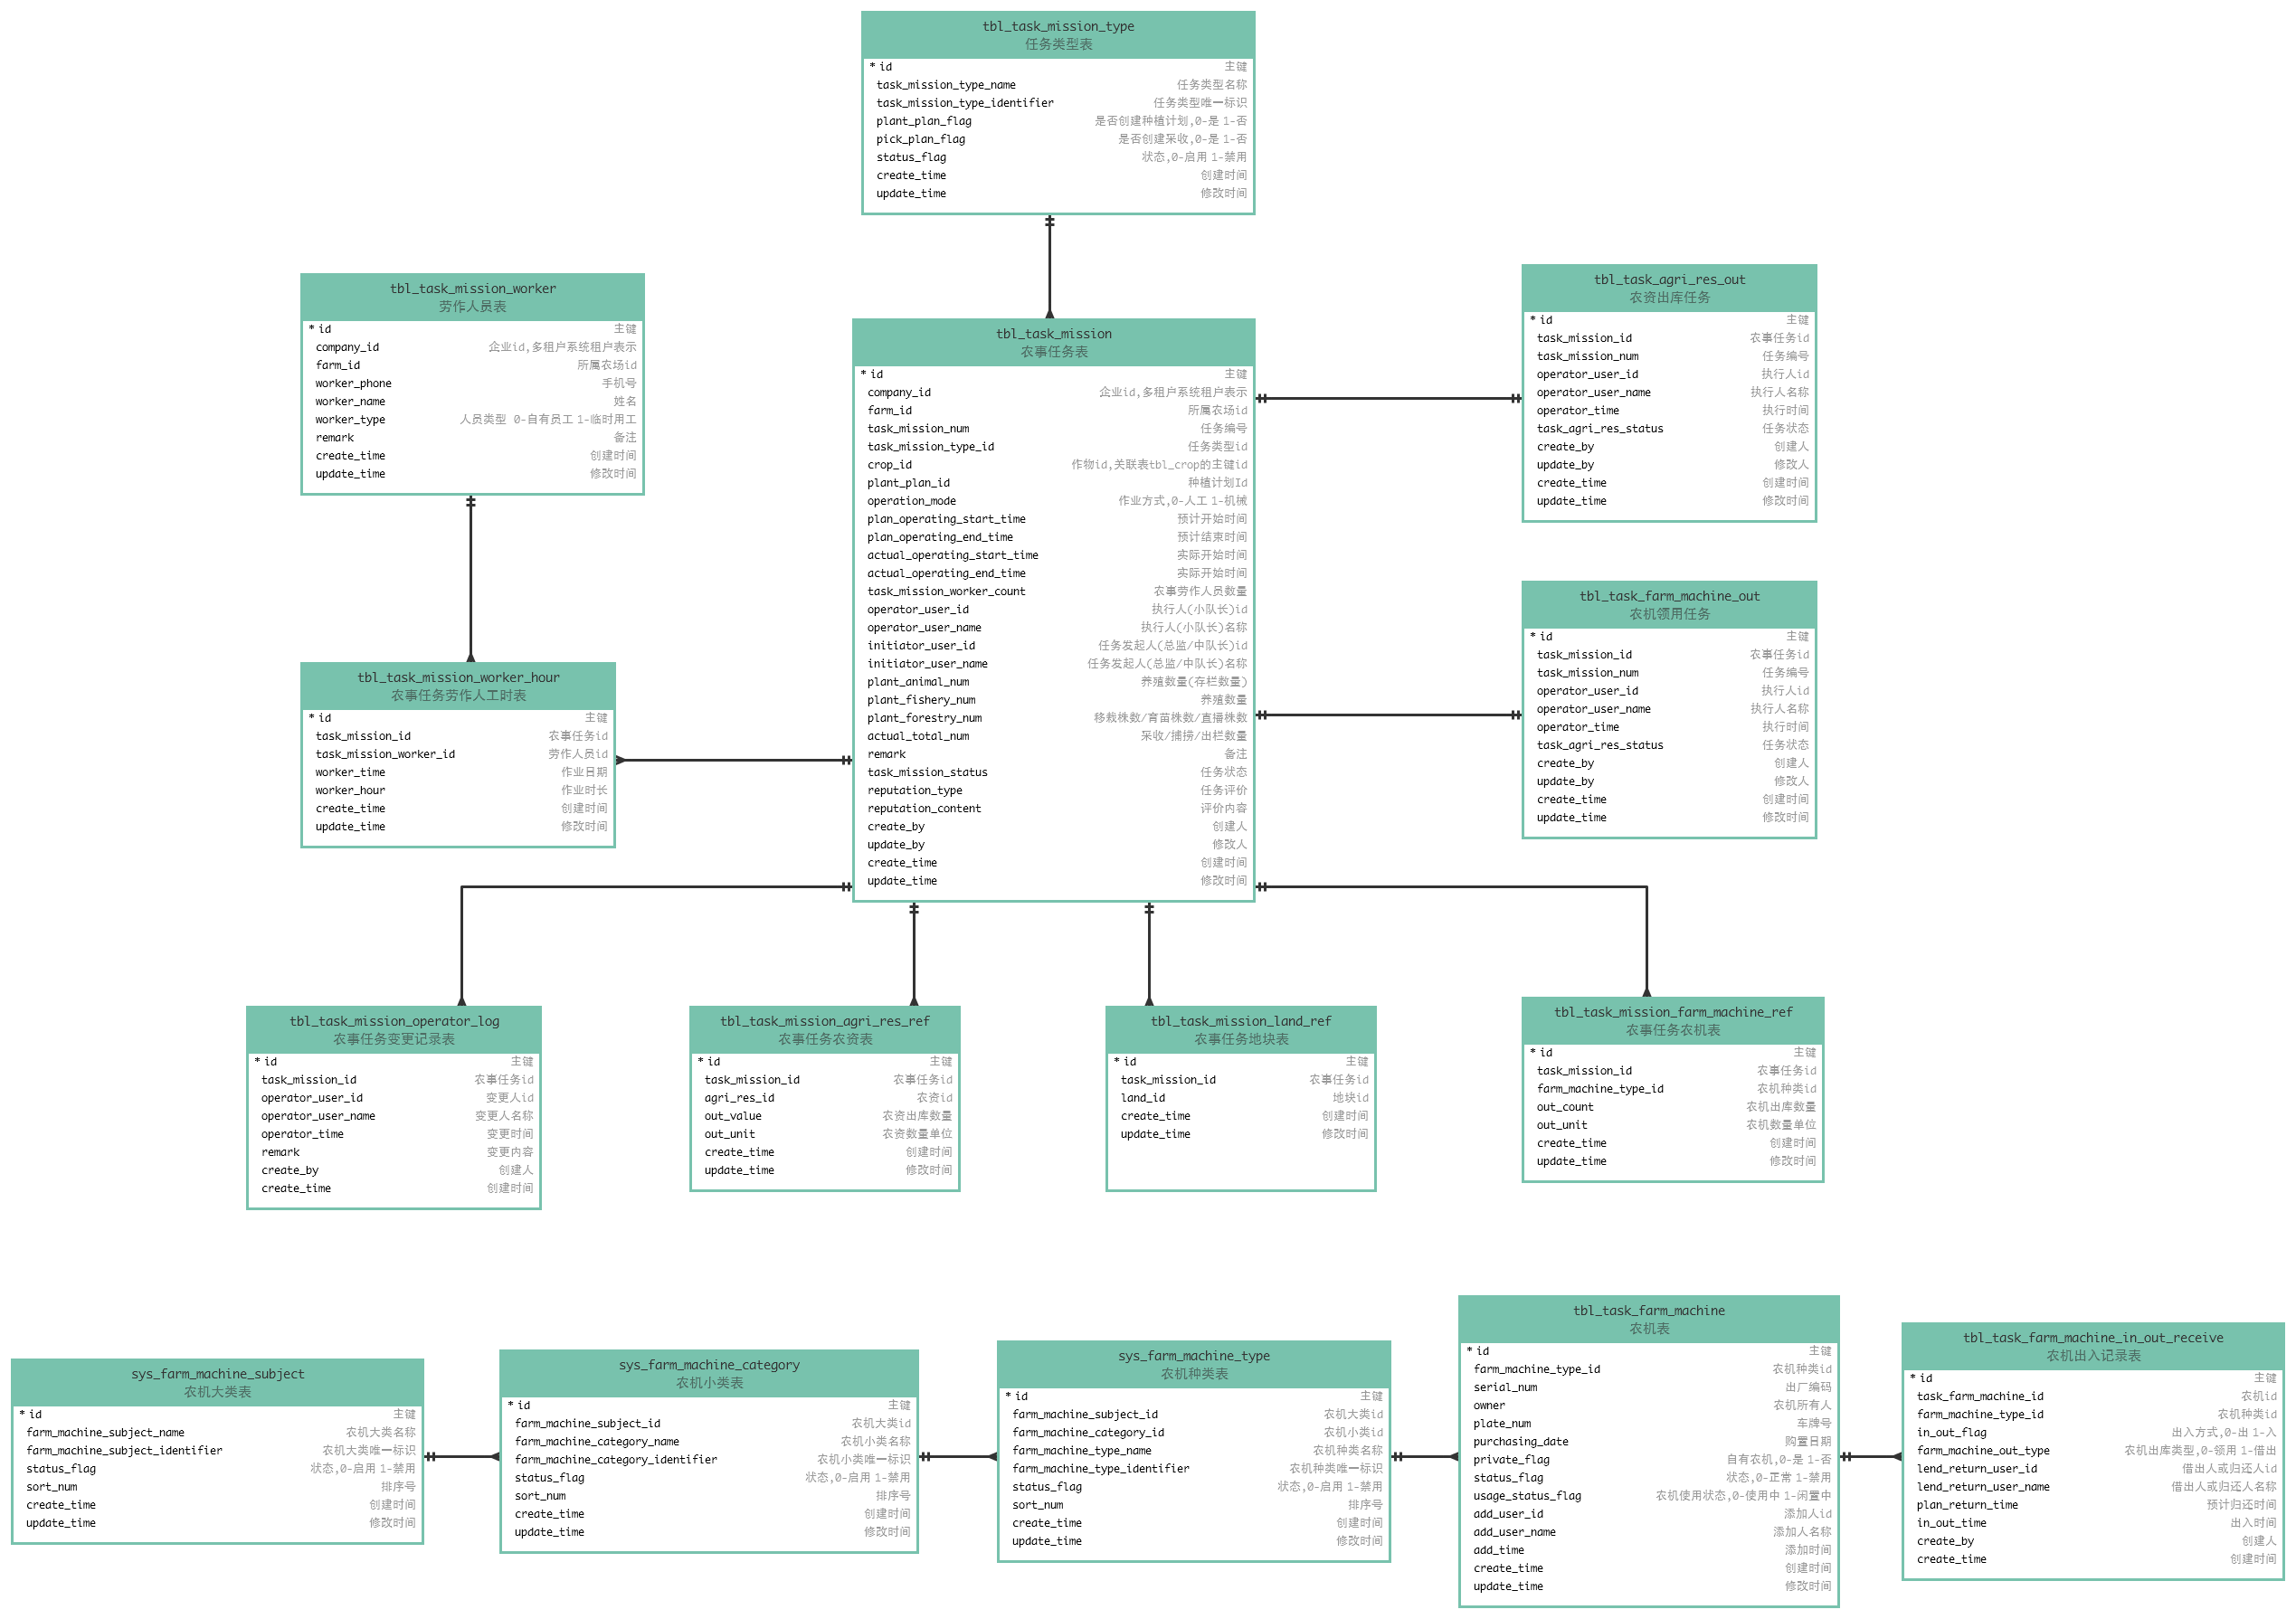 tbl_task_mission_type
任务类型表
* id 主键
task_mission_type_name 任务类型名称
task_mission_type_identifier 任务类型唯一标识
plant_plan_flag 是否创建种植计划,0-是 1-否
pick_plan_flag 是否创建采收,0-是 1-否
status_flag 状态,0-启用 1-禁用
create_time 创建时间
update_time 修改时间
tbl_task_mission_worker
劳作人员表
* id 主键
company_id 企业id,多租户系统租户表示
farm_id 所属农场id
worker_phone 手机号
worker_name 姓名
worker_type 人员类型 0-自有员工 1-临时用工
remark 备注
create_time 创建时间
update_time 修改时间
tbl_task_mission
农事任务表
* id 主键
company_id 企业id,多租户系统租户表示
farm_id 所属农场id
task_mission_num 任务编号
task_mission_type_id 任务类型id
crop_id 作物id,关联表tbl_crop的主键id
plant_plan_id 种植计划Id
operation_mode 作业方式,0-人工 1-机械
plan_operating_start_time 预计开始时间
plan_operating_end_time 预计结束时间
actual_operating_start_time 实际开始时间
actual_operating_end_time 实际开始时间
task_mission_worker_count 农事劳作人员数量
operator_user_id 执行人(小队长)id
operator_user_name 执行人(小队长)名称
initiator_user_id 任务发起人(总监/中队长)id
initiator_user_name 任务发起人(总监/中队长)名称
plant_animal_num 养殖数量(存栏数量)
plant_fishery_num 养殖数量
plant_forestry_num 移栽株数/育苗株数/直播株数
actual_total_num 采收/捕捞/出栏数量
remark 备注
task_mission_status 任务状态
reputation_type 任务评价
reputation_content 评价内容
create_by 创建人
update_by 修改人
create_time 创建时间
update_time 修改时间
tbl_task_agri_res_out
农资出库任务
* id 主键
task_mission_id 农事任务id
task_mission_num 任务编号
operator_user_id 执行人id
operator_user_name 执行人名称
operator_time 执行时间
task_agri_res_status 任务状态
create_by 创建人
update_by 修改人
create_time 创建时间
update_time 修改时间
tbl_task_farm_machine_out
农机领用任务
* id 主键
task_mission_id 农事任务id
task_mission_num 任务编号
operator_user_id 执行人id
operator_user_name 执行人名称
operator_time 执行时间
task_agri_res_status 任务状态
create_by 创建人
update_by 修改人
create_time 创建时间
update_time 修改时间
tbl_task_mission_worker_hour
农事任务劳作人工时表
* id 主键
task_mission_id 农事任务id
task_mission_worker_id 劳作人员id
worker_time 作业日期
worker_hour 作业时长
create_time 创建时间
update_time 修改时间
tbl_task_mission_operator_log
农事任务变更记录表
* id 主键
task_mission_id 农事任务id
operator_user_id 变更人id
operator_user_name 变更人名称
operator_time 变更时间
remark 变更内容
create_by 创建人
create_time 创建时间
tbl_task_mission_agri_res_ref
农事任务农资表
* id 主键
task_mission_id 农事任务id
agri_res_id 农资id
out_value 农资出库数量
out_unit 农资数量单位
create_time 创建时间
update_time 修改时间
tbl_task_mission_land_ref
农事任务地块表
* id 主键
task_mission_id 农事任务id
land_id 地块id
create_time 创建时间
update_time 修改时间
tbl_task_mission_farm_machine_ref
农事任务农机表
* id 主键
task_mission_id 农事任务id
farm_machine_type_id 农机种类id
out_count 农机出库数量
out_unit 农机数量单位
create_time 创建时间
update_time 修改时间
sys_farm_machine_subject
农机大类表
* id 主键
farm_machine_subject_name 农机大类名称
farm_machine_subject_identifier 农机大类唯一标识
status_flag 状态,0-启用 1-禁用
sort_num 排序号
create_time 创建时间
update_time 修改时间
sys_farm_machine_category
农机小类表
* id 主键
farm_machine_subject_id 农机大类id
farm_machine_category_name 农机小类名称
farm_machine_category_identifier 农机小类唯一标识
status_flag 状态,0-启用 1-禁用
sort_num 排序号
create_time 创建时间
update_time 修改时间
sys_farm_machine_type
农机种类表
* id 主键
farm_machine_subject_id 农机大类id
farm_machine_category_id 农机小类id
farm_machine_type_name 农机种类名称
farm_machine_type_identifier 农机种类唯一标识
status_flag 状态,0-启用 1-禁用
sort_num 排序号
create_time 创建时间
update_time 修改时间
tbl_task_farm_machine
农机表
* id 主键
farm_machine_type_id 农机种类id
serial_num 出厂编码
owner 农机所有人
plate_num 车牌号
purchasing_date 购置日期
private_flag 自有农机,0-是 1-否
status_flag 状态,0-正常 1-禁用
usage_status_flag 农机使用状态,0-使用中 1-闲置中
add_user_id 添加人id
add_user_name 添加人名称
add_time 添加时间
create_time 创建时间
update_time 修改时间
tbl_task_farm_machine_in_out_receive
农机出入记录表
* id 主键
task_farm_machine_id 农机id
farm_machine_type_id 农机种类id
in_out_flag 出入方式,0-出 1-入
farm_machine_out_type 农机出库类型,0-领用 1-借出
lend_return_user_id 借出人或归还人id
lend_return_user_name 借出人或归还人名称
plan_return_time 预计归还时间
in_out_time 出入时间
create_by 创建人
create_time 创建时间